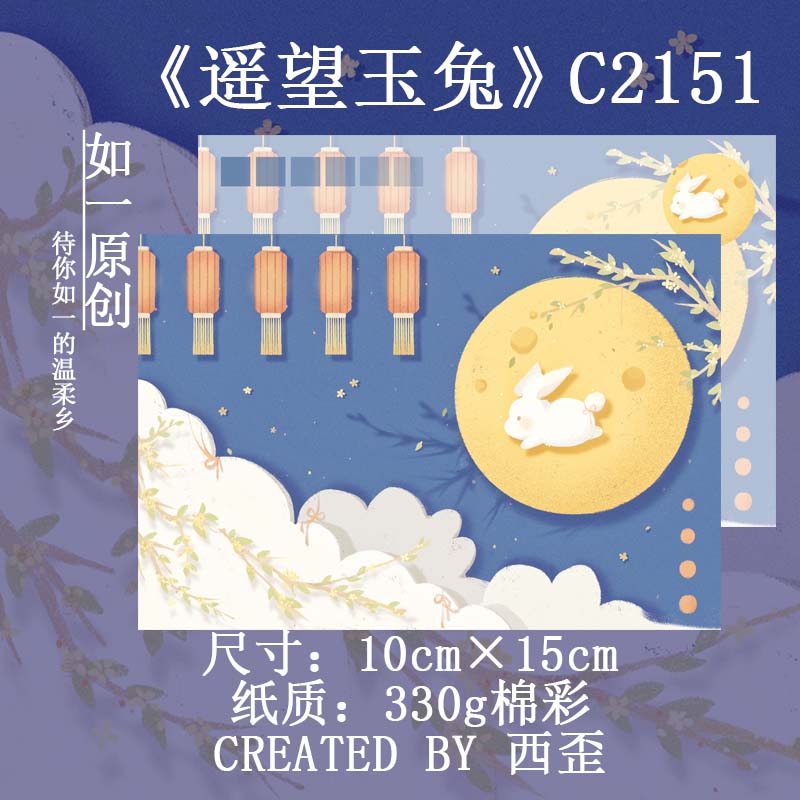 《遥望玉兔》C2151
如一原创
待你如一的温柔乡
尺寸：10cm×15cm
纸质：330g棉彩
CREATED BY 西歪